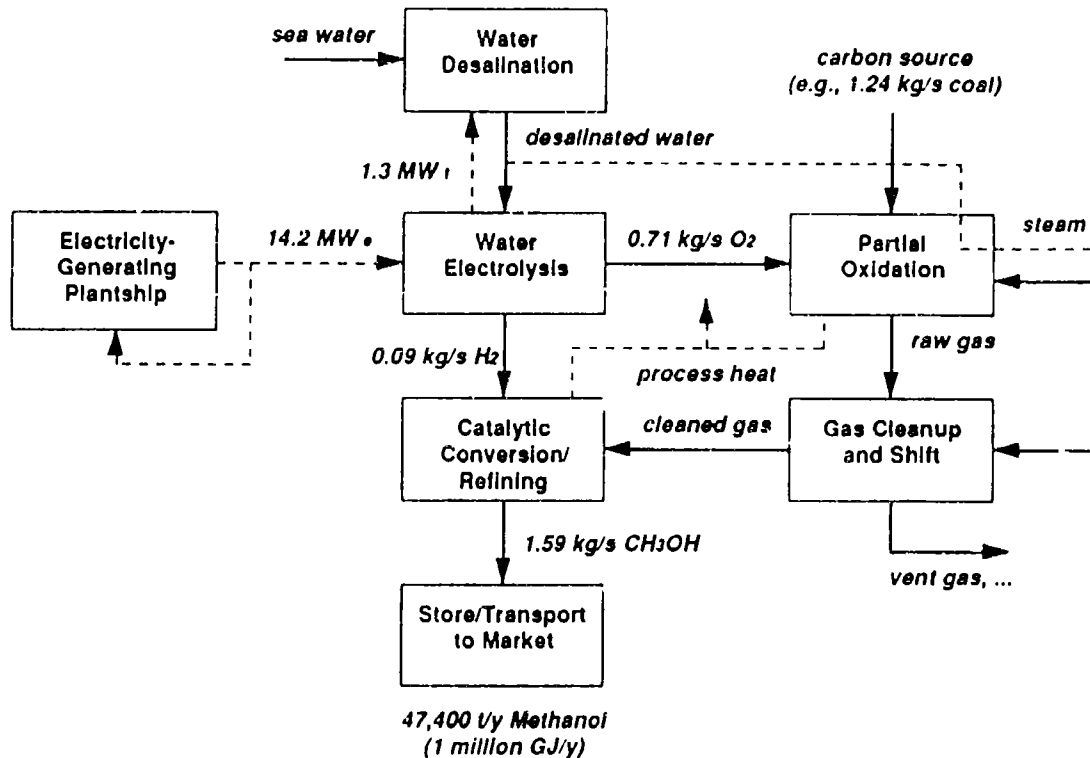 sea water
Water
Desalination
carbon source
(e.g., 1.24 kg/s coal)
desalinated water
1.3 MW t
Electricity-
Generating
Plantship
14.2 MW e
Water
Electrolysis
0.71 kg/s O2
Partial
Oxidation
steam
0.09 kg/s H2
process heat
raw gas
Catalytic
Conversion/
Refining
cleaned gas
Gas Cleanup
and Shift
1.59 kg/s CH3OH
vent gas, ...
Store/Transport
to Market
47,400 t/y Methanol
(1 million GJ/y)